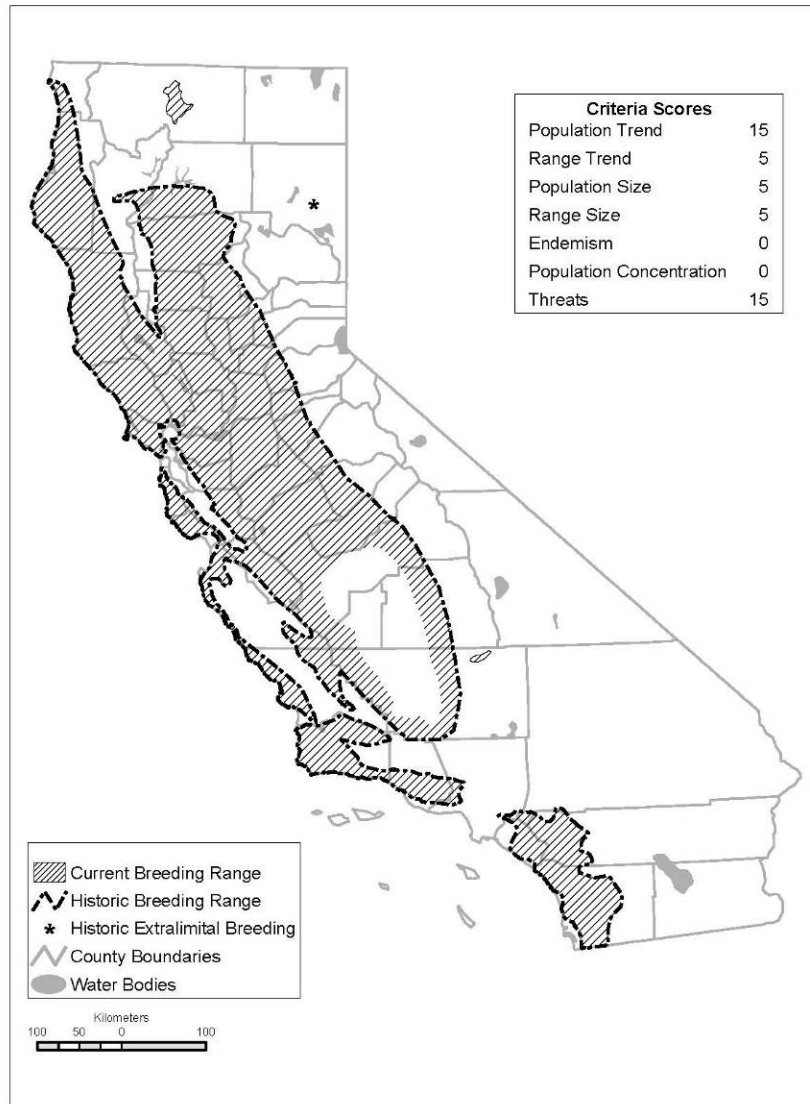 Criteria Scores
Population Trend 15
Range Trend 5
Population Size 5
Range Size 5
Endemism 0
Population Concentration 0
Threats 15
*
Current Breeding Range
Historic Breeding Range
* Historic Extralimital Breeding
County Boundaries
Water Bodies
Kilometers
100 50 0 100